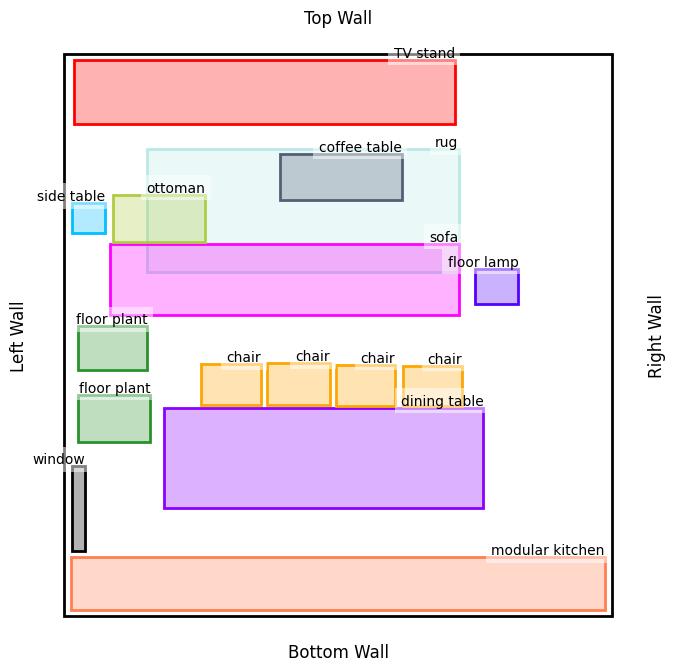 Top Wall
TV stand
rug
coffee table
ottoman
side table
sofa
floor lamp
Left Wall
Right Wall
floor plant
chair
chair
chair
chair
floor plant
dining table
window
modular kitchen
Bottom Wall